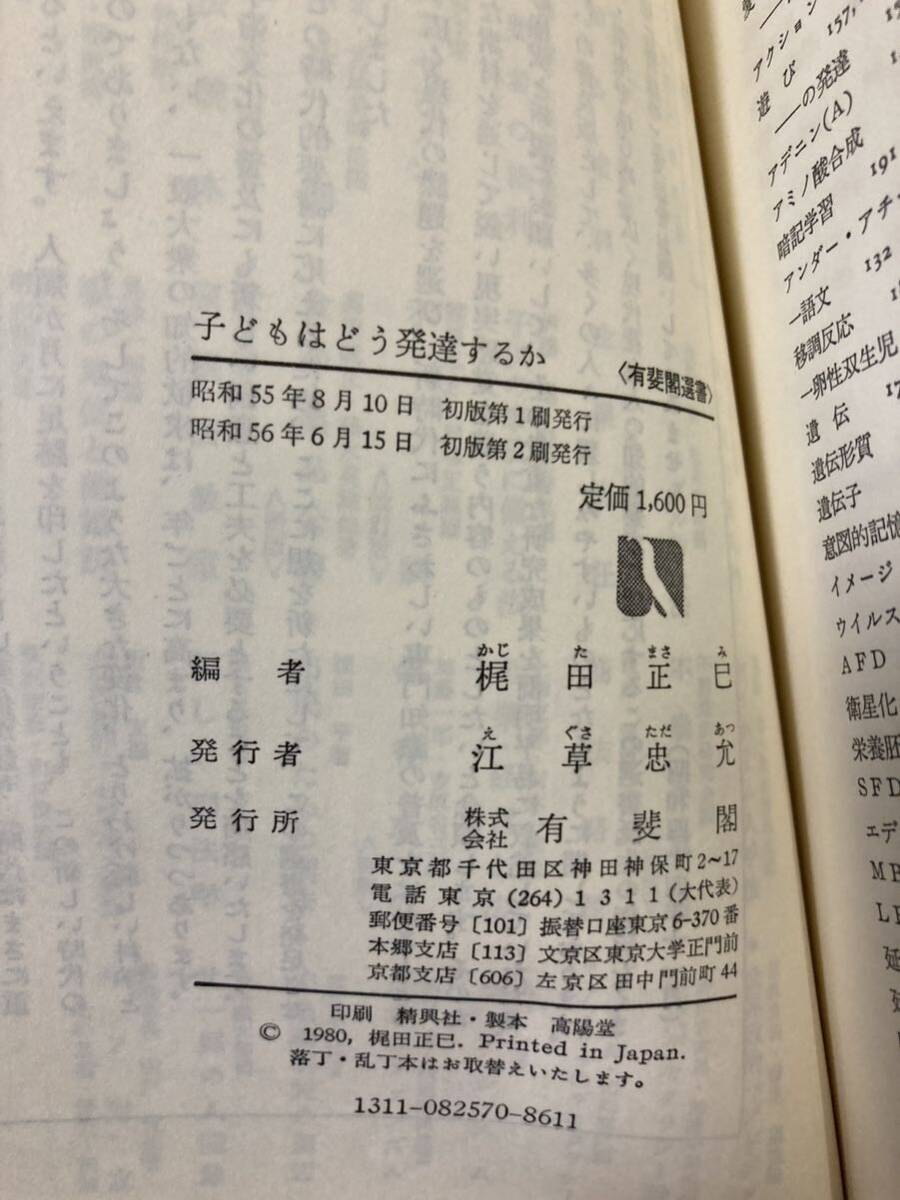 子どもはどう発達するか
〈有斐閣選書〉
昭和55年8月10日 初版第1刷発行
昭和56年6月15日 初版第2刷発行
定価 1,600円
編者 梶田正巳
かじ た まさ み
発行者 江草忠允
え ぐさ ただ あつ
発行所 株式会社 有斐閣
東京都千代田区神田神保町2~17
電話東京(264)1311(大代表)
郵便番号〔101〕振替口座東京6-370番
本郷支店〔113〕文京区東京大学正門前
京都支店〔606〕左京区田中門前町44
印刷 精興社・製本 高陽堂
© 1980, 梶田正巳. Printed in Japan.
落丁・乱丁本はお取替えいたします。
1311-082570-8611
アクション
157,
遊び
——の発達
アデニン(A)
アミノ酸合成
191
暗記学習
アンダー・アチ
132
一語文
移調反応
一卵性双生児
遺伝
遺伝形質
遺伝子
意図的記憶
イメージ
ウイルス
AFD
衛星化
栄養胚
SFD
エディ